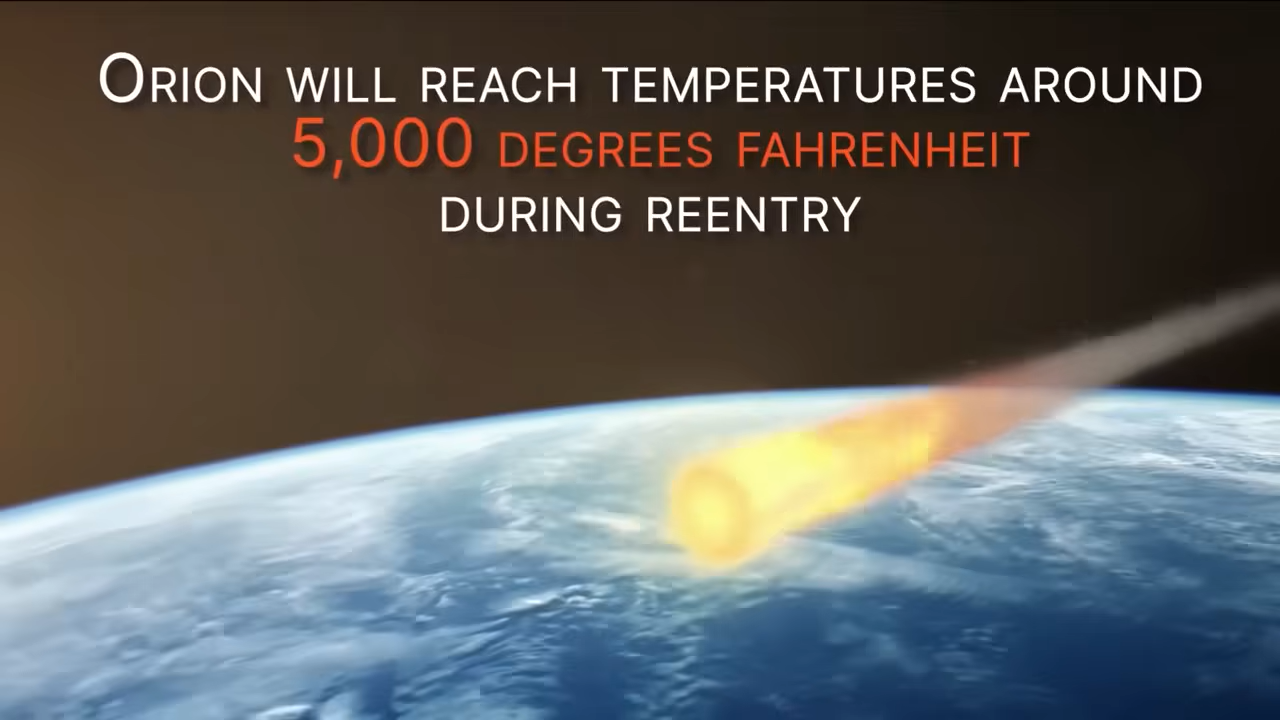 Orion will reach temperatures around
5,000 degrees Fahrenheit
during reentry